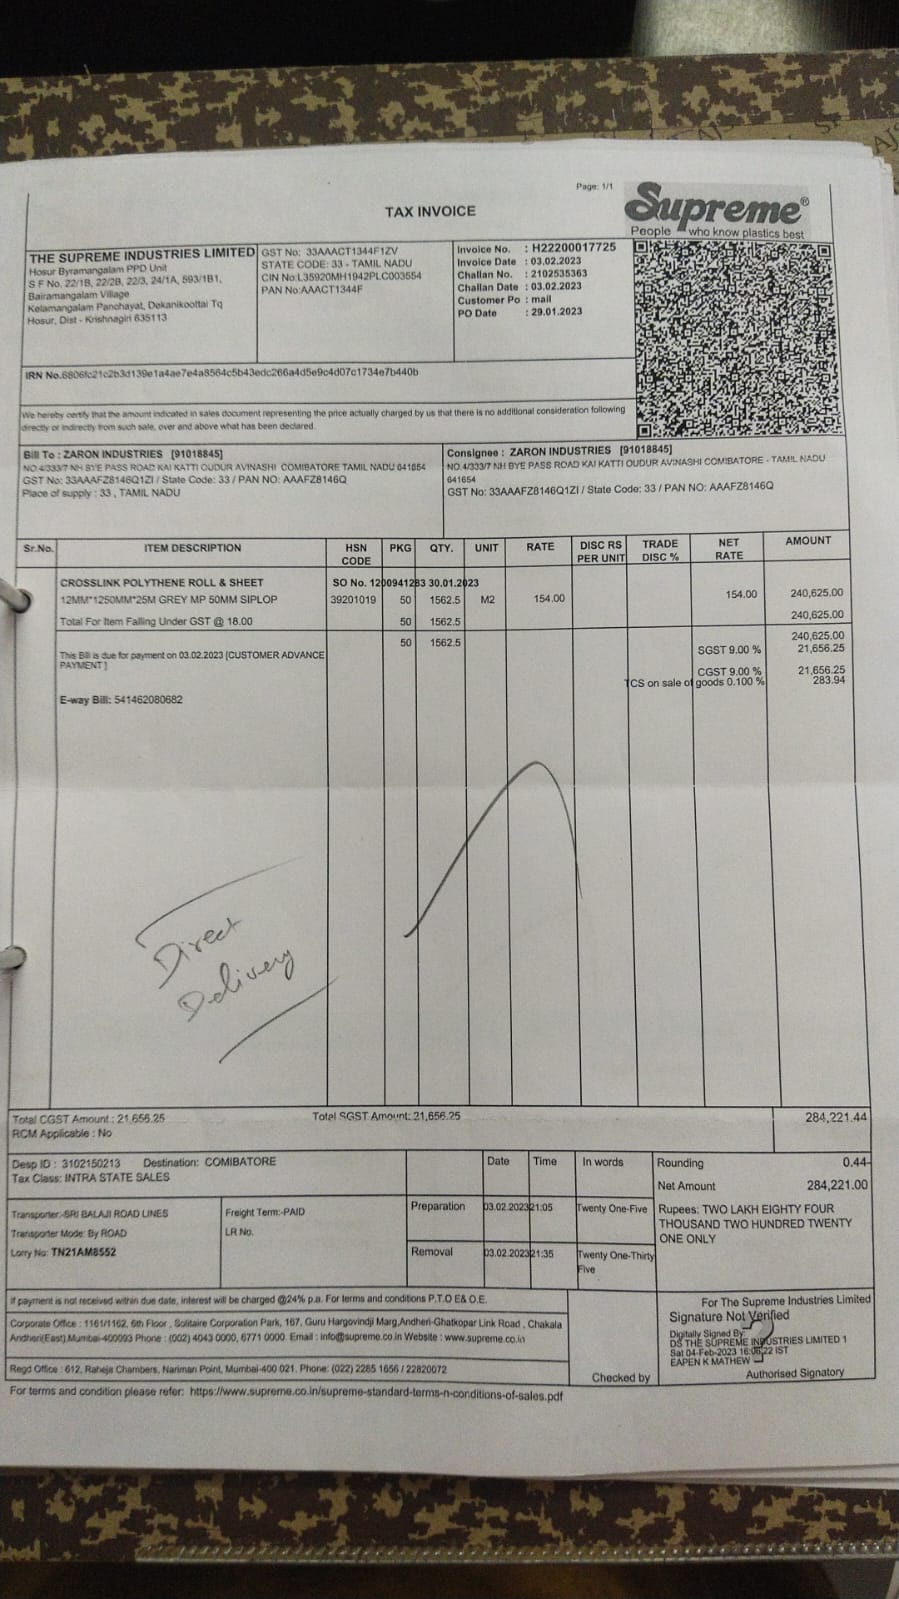 Page: 1/1
TAX INVOICE
Supreme®
People who know plastics best
THE SUPREME INDUSTRIES LIMITED
Hosur Byramangalam PPD Unit
S F No, 22/1B, 22/2B, 22/3, 24/1A, 593/1B1,
Bairamangalam Village
Kelamangalam Panchayat, Dekanikoottai Tq
Hosur, Dist - Krishnagiri 635113
GST No: 33AAACT1344F1ZV
STATE CODE: 33 - TAMIL NADU
CIN No:L35920MH1942PLC003554
PAN No:AAACT1344F
Invoice No. : H22200017725
Invoice Date : 03.02.2023
Challan No. : 2102535363
Challan Date : 03.02.2023
Customer Po : mail
PO Date : 29.01.2023
IRN No.6806fc21c2b3d139e1a4ae7e4a8564c5b43edc266a4d5e9c4d07c1734e7b440b
We hereby certify that the amount indicated in sales document representing the price actually charged by us that there is no additional consideration following
directly or indirectly from such sale, over and above what has been declared.
Bill To : ZARON INDUSTRIES [91018845]
NO.4/333/7 NH BYE PASS ROAD KAI KATTI OUDUR AVINASHI COMIBATORE TAMIL NADU 641654
GST No: 33AAAFZ8146Q1ZI / State Code: 33 / PAN NO: AAAFZ8146Q
Place of supply : 33 , TAMIL NADU
Consignee : ZARON INDUSTRIES [91018845]
NO.4/333/7 NH BYE PASS ROAD KAI KATTI OUDUR AVINASHI COMIBATORE - TAMIL NADU
641654
GST No: 33AAAFZ8146Q1ZI / State Code: 33 / PAN NO: AAAFZ8146Q
Sr.No. ITEM DESCRIPTION HSN CODE PKG QTY. UNIT RATE DISC RS PER UNIT TRADE DISC % NET RATE AMOUNT
CROSSLINK POLYTHENE ROLL & SHEET SO No. 1200941283 30.01.2023
12MM*1250MM*25M GREY MP 50MM SIPLOP 39201019 50 1562.5 M2 154.00 154.00 240,625.00
Total For Item Falling Under GST @ 18.00 50 1562.5 240,625.00
50 1562.5 240,625.00
This Bill is due for payment on 03.02.2023 [CUSTOMER ADVANCE
PAYMENT ]
SGST 9.00 % 21,656.25
CGST 9.00 % 21,656.25
TCS on sale of goods 0.100 % 283.94
E-way Bill: 541462080682
Direct
Delivery
Total CGST Amount : 21,656.25 Total SGST Amount: 21,656.25 284,221.44
RCM Applicable : No
Desp ID : 3102150213 Destination: COMIBATORE
Tax Class: INTRA STATE SALES
Date Time In words
Rounding 0.44-
Net Amount 284,221.00
Transporter:-SRI BALAJI ROAD LINES
Transporter Mode: By ROAD
Lorry No: TN21AM8552
Freight Term:-PAID
LR No.
Preparation 03.02.2023 21:05 Twenty One-Five
Removal 03.02.2023 21:35 Twenty One-Thirty
Five
Rupees: TWO LAKH EIGHTY FOUR
THOUSAND TWO HUNDRED TWENTY
ONE ONLY
If payment is not received within due date, interest will be charged @24% p.a. For terms and conditions P.T.O E& O.E.
Corporate Office : 1161/1162, 6th Floor , Solitaire Corporation Park, 167, Guru Hargovindji Marg,Andheri-Ghatkopar Link Road , Chakala
Andheri(East).Mumbai-400093 Phone : (002) 4043 0000, 6771 0000. Email : info@supreme.co.in Website : www.supreme.co.in
Regd Office : 612, Raheja Chambers, Nariman Point, Mumbai-400 021, Phone: (022) 2285 1656 / 22820072
Checked by
For The Supreme Industries Limited
Signature Not Verified
Digitally Signed By:
DS THE SUPREME INDUSTRIES LIMITED 1
Sat 04-Feb-2023 16:06:22 IST
EAPEN K MATHEW
Authorised Signatory
For terms and condition please refer: https://www.supreme.co.in/supreme-standard-terms-n-conditions-of-sales.pdf